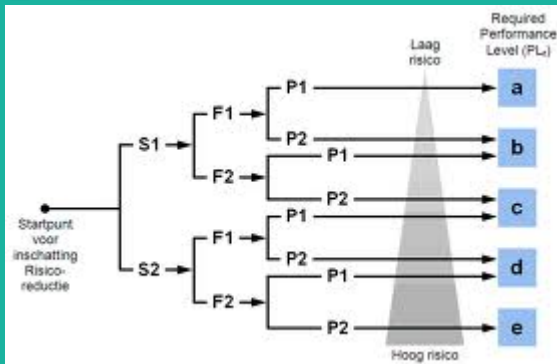 Required
Performance
Level (PLr)
Laag
risico
P1
a
F1
P2
b
S1
P1
F2
P2
c
Startpunt
voor
inschatting
Risico-
reductie
P1
F1
P2
d
S2
P1
F2
P2
e
Hoog risico